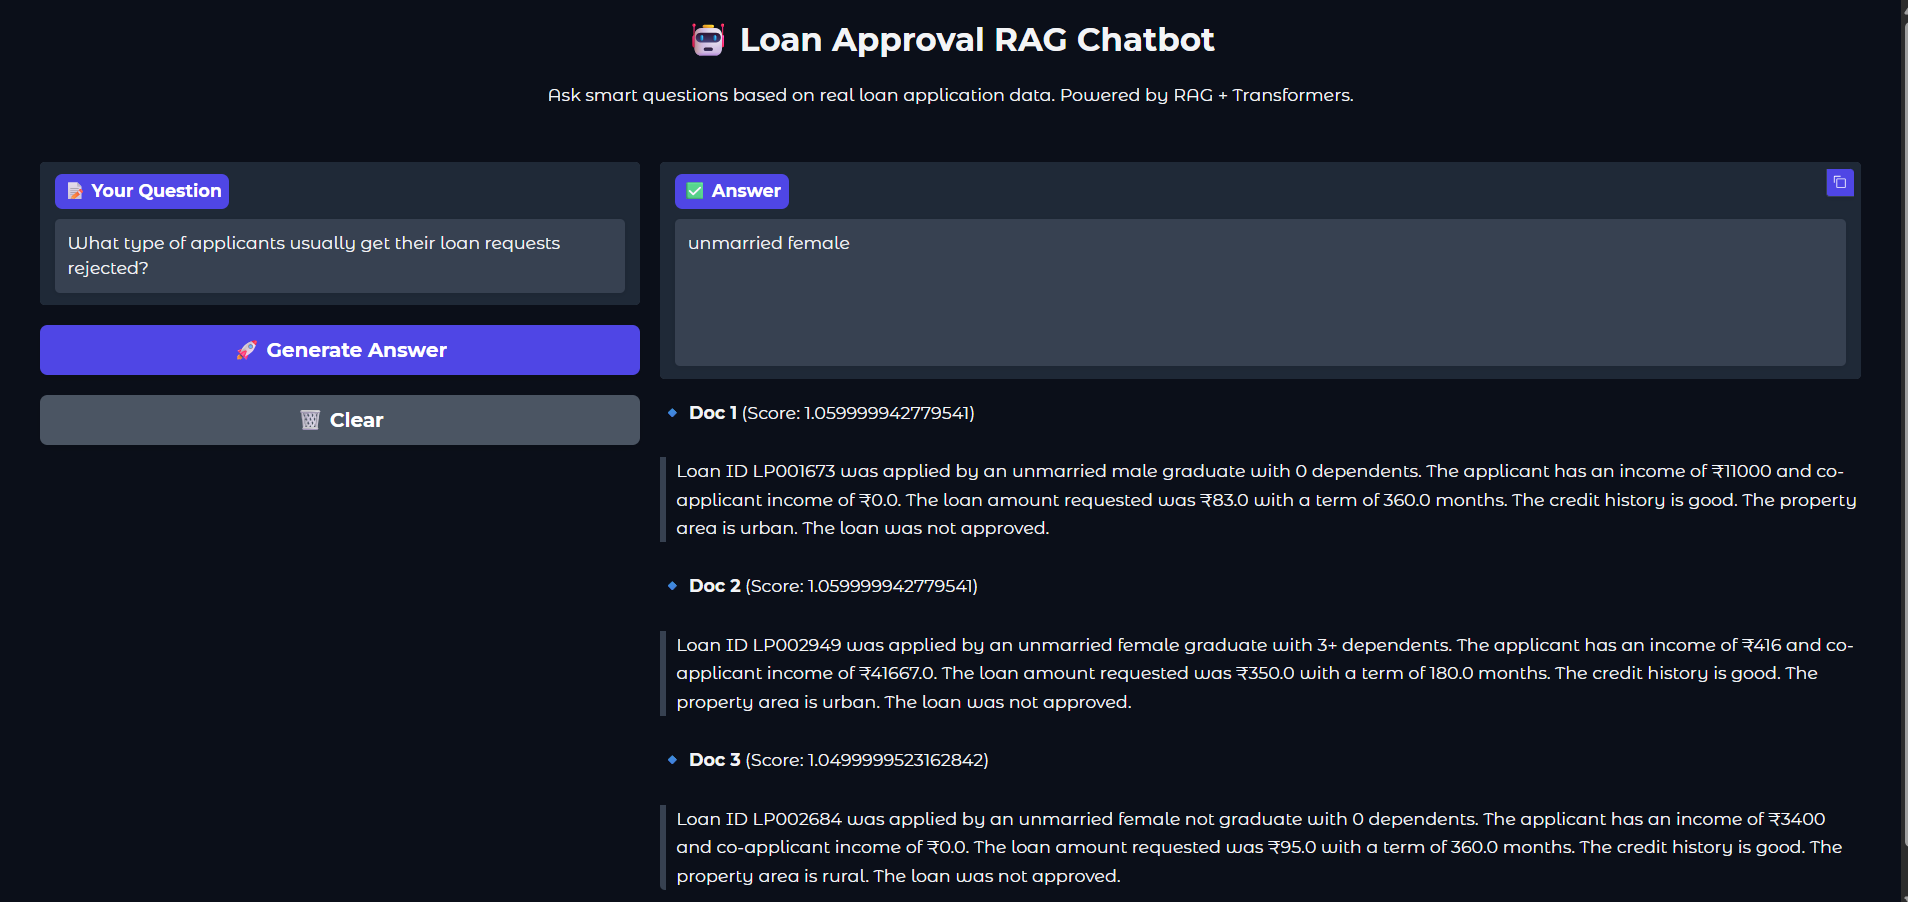 🤖 Loan Approval RAG Chatbot
Ask smart questions based on real loan application data. Powered by RAG + Transformers.
📝 Your Question
What type of applicants usually get their loan requests
rejected?
🚀 Generate Answer
🗑️ Clear
✅ Answer
unmarried female
🔹 Doc 1 (Score: 1.059999942779541)
Loan ID LP001673 was applied by an unmarried male graduate with 0 dependents. The applicant has an income of ₹11000 and co-
applicant income of ₹0.0. The loan amount requested was ₹83.0 with a term of 360.0 months. The credit history is good. The property
area is urban. The loan was not approved.
🔹 Doc 2 (Score: 1.059999942779541)
Loan ID LP002949 was applied by an unmarried female graduate with 3+ dependents. The applicant has an income of ₹416 and co-
applicant income of ₹41667.0. The loan amount requested was ₹350.0 with a term of 180.0 months. The credit history is good. The
property area is urban. The loan was not approved.
🔹 Doc 3 (Score: 1.0499999523162842)
Loan ID LP002684 was applied by an unmarried female not graduate with 0 dependents. The applicant has an income of ₹3400
and co-applicant income of ₹0.0. The loan amount requested was ₹95.0 with a term of 360.0 months. The credit history is good. The
property area is rural. The loan was not approved.